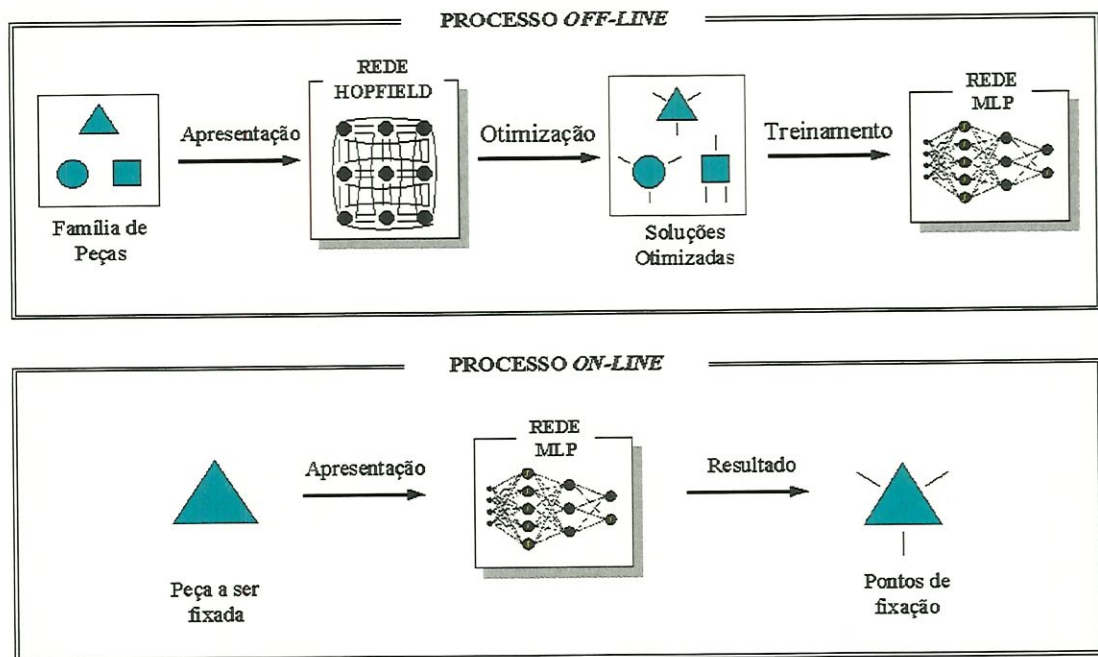 PROCESSO OFF-LINE
REDE
HOPFIELD
REDE
MLP
Apresentação
Otimização
Treinamento
Família de
Peças
Soluções
Otimizadas
PROCESSO ON-LINE
REDE
MLP
Apresentação
Resultado
Peça a ser
fixada
Pontos de
fixação